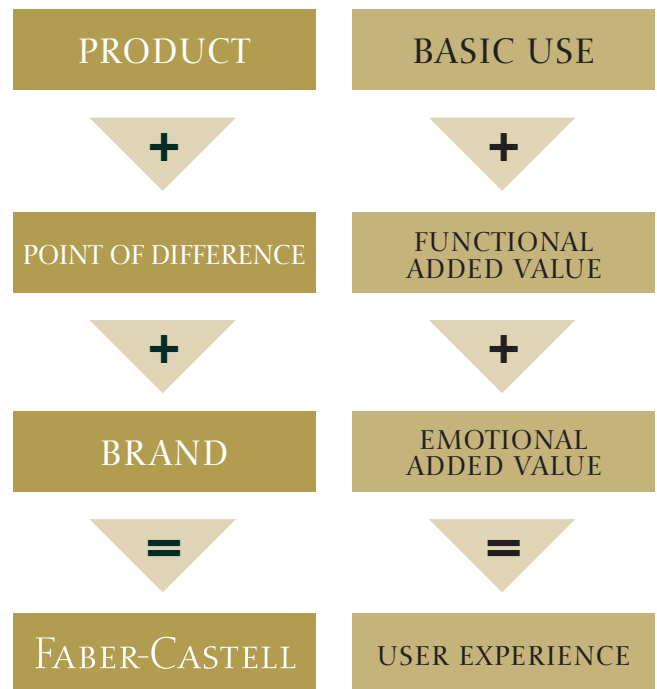 PRODUCT
+
POINT OF DIFFERENCE
+
BRAND
=
FABER-CASTELL
BASIC USE
+
FUNCTIONAL
ADDED VALUE
+
EMOTIONAL
ADDED VALUE
=
USER EXPERIENCE